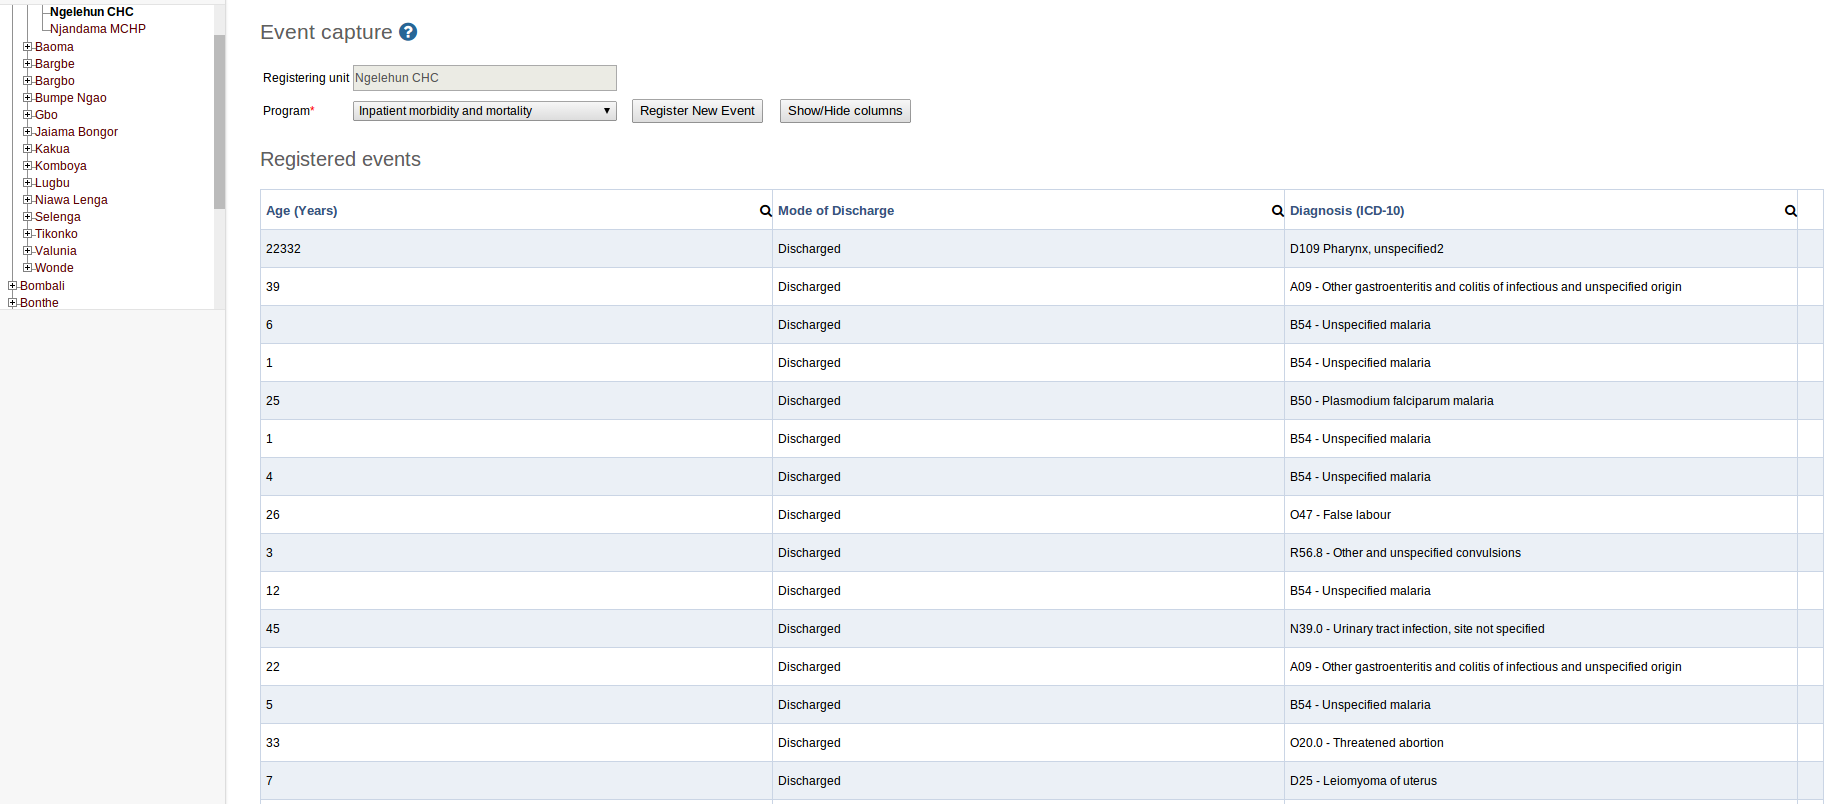 Ngelehun CHC
Njandama MCHP
Baoma
Bargbe
Bargbo
Bumpe Ngao
Gbo
Jaiama Bongor
Kakua
Komboya
Lugbu
Niawa Lenga
Selenga
Tikonko
Valunia
Wonde
Bombali
Bonthe
Event capture ?
Registering unit Ngelehun CHC
Program* Inpatient morbidity and mortality Register New Event Show/Hide columns
Registered events
Age (Years) Mode of Discharge Diagnosis (ICD-10)
22332 Discharged D109 Pharynx, unspecified2
39 Discharged A09 - Other gastroenteritis and colitis of infectious and unspecified origin
6 Discharged B54 - Unspecified malaria
1 Discharged B54 - Unspecified malaria
25 Discharged B50 - Plasmodium falciparum malaria
1 Discharged B54 - Unspecified malaria
4 Discharged B54 - Unspecified malaria
26 Discharged O47 - False labour
3 Discharged R56.8 - Other and unspecified convulsions
12 Discharged B54 - Unspecified malaria
45 Discharged N39.0 - Urinary tract infection, site not specified
22 Discharged A09 - Other gastroenteritis and colitis of infectious and unspecified origin
5 Discharged B54 - Unspecified malaria
33 Discharged O20.0 - Threatened abortion
7 Discharged D25 - Leiomyoma of uterus